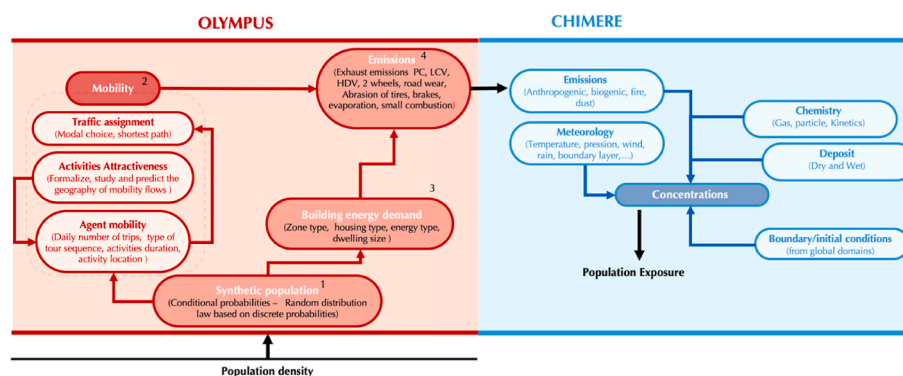 OLYMPUS
CHIMERE
Mobility 2
Traffic assignment
(Modal choice, shortest path)
Activities Attractiveness
(Formalize, study and predict the
geography of mobility flows )
Agent mobility
(Daily number of trips, type of
tour sequence, activities duration,
activity location )
Emissions 4
(Exhaust emissions PC, LCV,
HDV, 2 wheels, road wear,
Abrasion of tires, brakes,
evaporation, small combustion)
3
Building energy demand
(Zone type, housing type, energy type,
dwelling size )
Synthetic population 1
(Conditional probabilities – Random distribution
law based on discrete probabilities)
Population density
Emissions
(Anthropogenic, biogenic, fire,
dust)
Meteorology
(Temperature, pression, wind,
rain, boundary layer,...)
Chemistry
(Gas, particle, Kinetics)
Deposit
(Dry and Wet)
Concentrations
Boundary/initial conditions
(from global domains)
Population Exposure